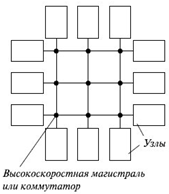 Узлы
Высокоскоростная магистраль
или коммутатор